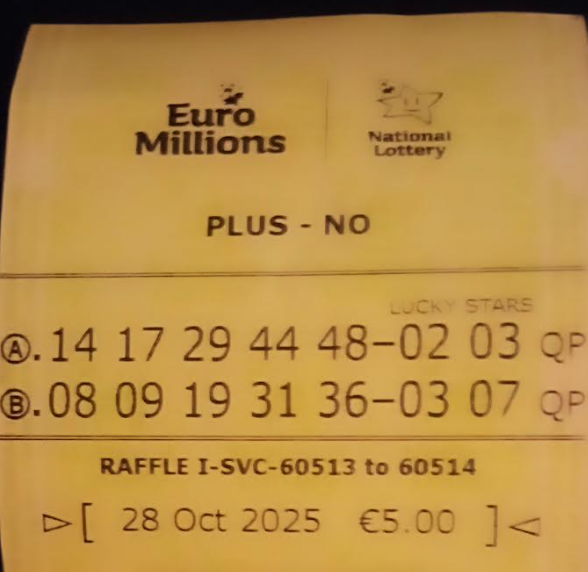 Euro
Millions
National
Lottery
PLUS - NO
LUCKY STARS
Ⓐ.14 17 29 44 48-02 03 QP
Ⓑ.08 09 19 31 36-03 07 QP
RAFFLE I-SVC-60513 to 60514
▷[ 28 Oct 2025 €5.00 ]◁